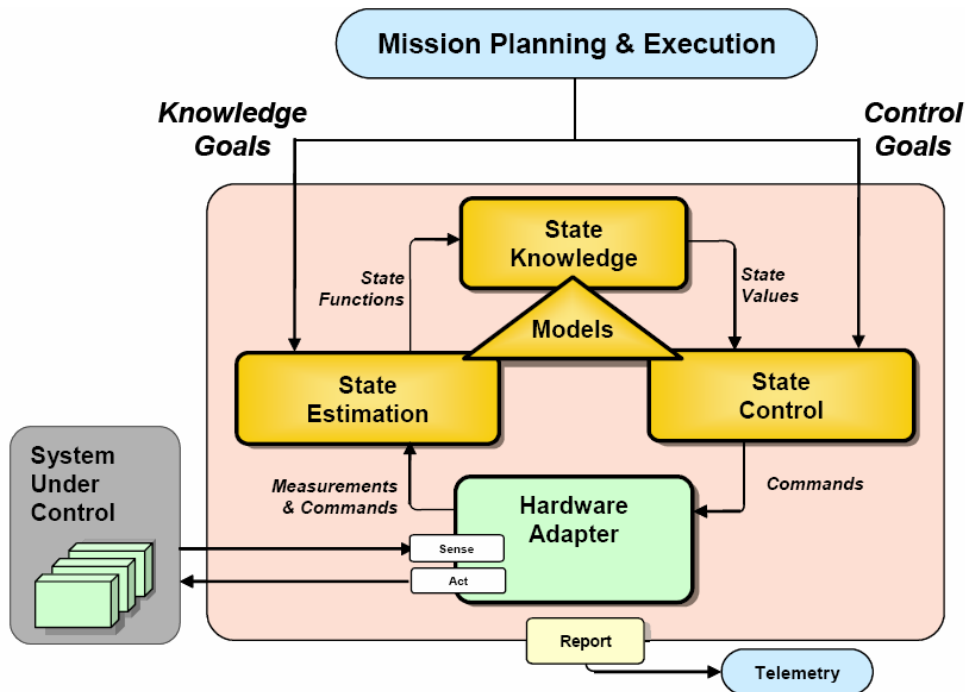 Mission Planning & Execution
Knowledge
Goals
Control
Goals
State
Knowledge
State
Functions
State
Values
Models
State
Estimation
State
Control
System
Under
Control
Measurements
& Commands
Hardware
Adapter
Commands
Sense
Act
Report
Telemetry